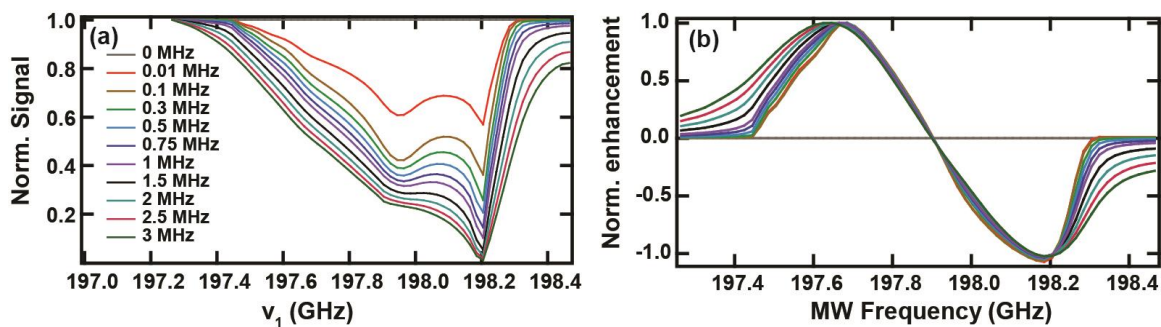 (a)
Norm. Signal
1.0
0.8
0.6
0.4
0.2
0 MHz
0.01 MHz
0.1 MHz
0.3 MHz
0.5 MHz
0.75 MHz
1 MHz
1.5 MHz
2 MHz
2.5 MHz
3 MHz
197.0 197.2 197.4 197.6 197.8 198.0 198.2 198.4
ν₁ (GHz)
(b)
Norm. enhancement
1.0
0.5
0.0
-0.5
-1.0
197.4 197.6 197.8 198.0 198.2 198.4
MW Frequency (GHz)